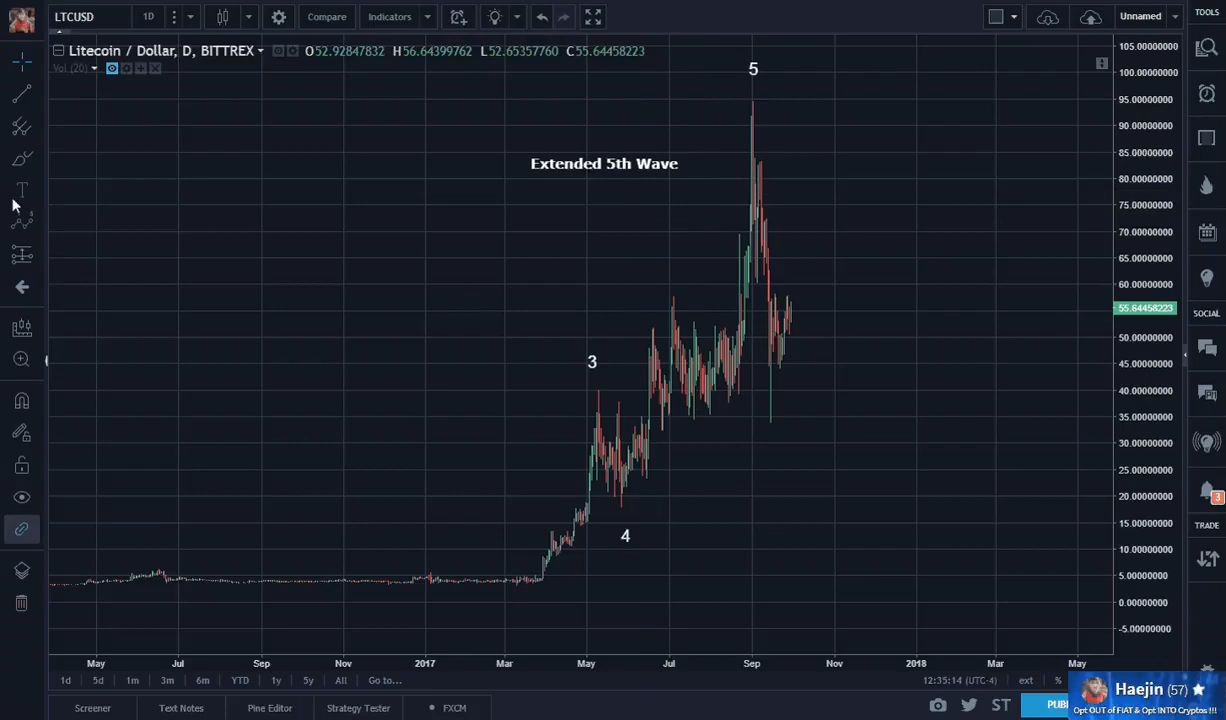 LTCUSD 1D Compare Indicators Unnamed
TOOLS
Litecoin / Dollar, D, BITTREX O52.92847832 H56.64399762 L52.65357760 C55.64458223
Vol (20)
5
Extended 5th Wave
3
4
105.00000000
100.00000000
95.00000000
90.00000000
85.00000000
80.00000000
75.00000000
70.00000000
65.00000000
60.00000000
55.64458223
50.00000000
45.00000000
40.00000000
35.00000000
30.00000000
25.00000000
20.00000000
15.00000000
10.00000000
5.00000000
0.00000000
-5.00000000
SOCIAL
3
TRADE
May Jul Sep Nov 2017 Mar May Jul Sep Nov 2018 Mar May
1d 5d 1m 3m 6m YTD 1y 5y All Go to... 12:35:14 (UTC-4) ext %
Screener Text Notes Pine Editor Strategy Tester FXCM ST PUB
Haejin (57)
Opt OUT of FIAT & Opt INTO Cryptos !!!